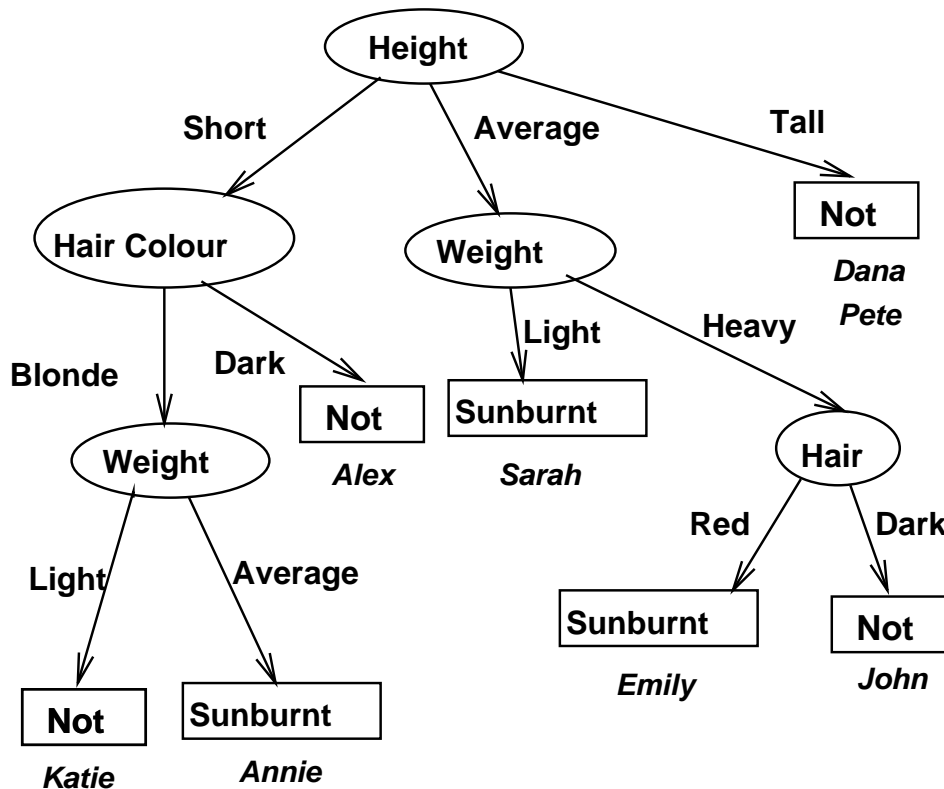 Height
Short
Average
Tall
Hair Colour
Weight
Not
Dana
Pete
Blonde
Dark
Light
Heavy
Weight
Not
Alex
Sunburnt
Sarah
Hair
Light
Average
Red
Dark
Not
Katie
Sunburnt
Annie
Sunburnt
Emily
Not
John